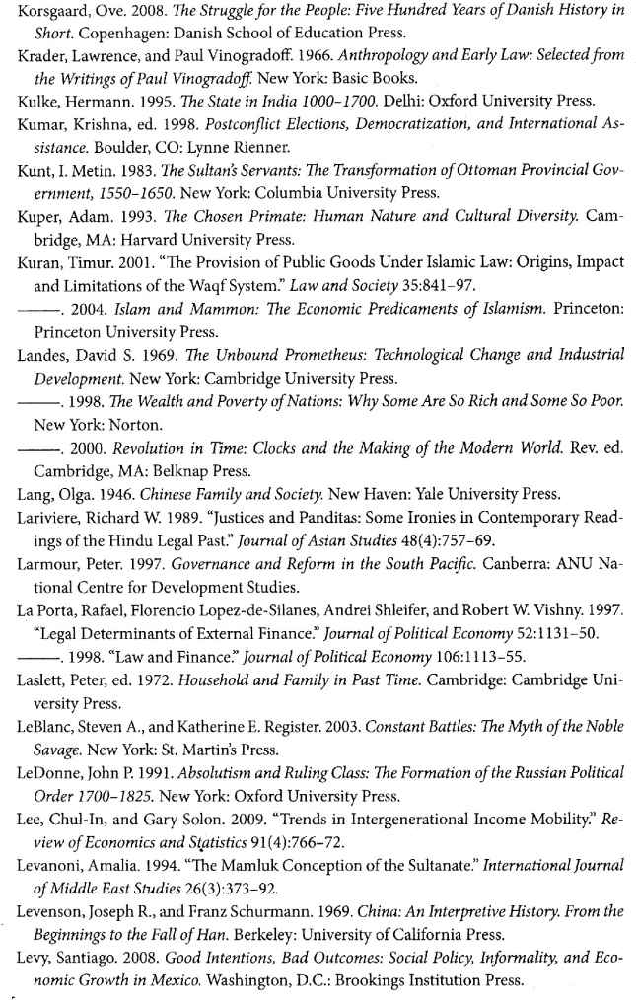 Korsgaard, Ove. 2008. The Struggle for the People: Five Hundred Years of Danish History in
Short. Copenhagen: Danish School of Education Press.
Krader, Lawrence, and Paul Vinogradoff. 1966. Anthropology and Early Law: Selected from
the Writings of Paul Vinogradoff. New York: Basic Books.
Kulke, Hermann. 1995. The State in India 1000–1700. Delhi: Oxford University Press.
Kumar, Krishna, ed. 1998. Postconflict Elections, Democratization, and International As-
sistance. Boulder, CO: Lynne Rienner.
Kunt, I. Metin. 1983. The Sultan's Servants: The Transformation of Ottoman Provincial Gov-
ernment, 1550–1650. New York: Columbia University Press.
Kuper, Adam. 1993. The Chosen Primate: Human Nature and Cultural Diversity. Cam-
bridge, MA: Harvard University Press.
Kuran, Timur. 2001. “The Provision of Public Goods Under Islamic Law: Origins, Impact
and Limitations of the Waqf System.” Law and Society 35:841–97.
———. 2004. Islam and Mammon: The Economic Predicaments of Islamism. Princeton:
Princeton University Press.
Landes, David S. 1969. The Unbound Prometheus: Technological Change and Industrial
Development. New York: Cambridge University Press.
———. 1998. The Wealth and Poverty of Nations: Why Some Are So Rich and Some So Poor.
New York: Norton.
———. 2000. Revolution in Time: Clocks and the Making of the Modern World. Rev. ed.
Cambridge, MA: Belknap Press.
Lang, Olga. 1946. Chinese Family and Society. New Haven: Yale University Press.
Lariviere, Richard W. 1989. “Justices and Panditas: Some Ironies in Contemporary Read-
ings of the Hindu Legal Past.” Journal of Asian Studies 48(4):757–69.
Larmour, Peter. 1997. Governance and Reform in the South Pacific. Canberra: ANU Na-
tional Centre for Development Studies.
La Porta, Rafael, Florencio Lopez-de-Silanes, Andrei Shleifer, and Robert W. Vishny. 1997.
“Legal Determinants of External Finance.” Journal of Political Economy 52:1131–50.
———. 1998. “Law and Finance.” Journal of Political Economy 106:1113–55.
Laslett, Peter, ed. 1972. Household and Family in Past Time. Cambridge: Cambridge Uni-
versity Press.
LeBlanc, Steven A., and Katherine E. Register. 2003. Constant Battles: The Myth of the Noble
Savage. New York: St. Martin's Press.
LeDonne, John P. 1991. Absolutism and Ruling Class: The Formation of the Russian Political
Order 1700–1825. New York: Oxford University Press.
Lee, Chul-In, and Gary Solon. 2009. “Trends in Intergenerational Income Mobility.” Re-
view of Economics and Statistics 91(4):766–72.
Levanoni, Amalia. 1994. “The Mamluk Conception of the Sultanate.” International Journal
of Middle East Studies 26(3):373–92.
Levenson, Joseph R., and Franz Schurmann. 1969. China: An Interpretive History. From the
Beginnings to the Fall of Han. Berkeley: University of California Press.
Levy, Santiago. 2008. Good Intentions, Bad Outcomes: Social Policy, Informality, and Eco-
nomic Growth in Mexico. Washington, D.C.: Brookings Institution Press.